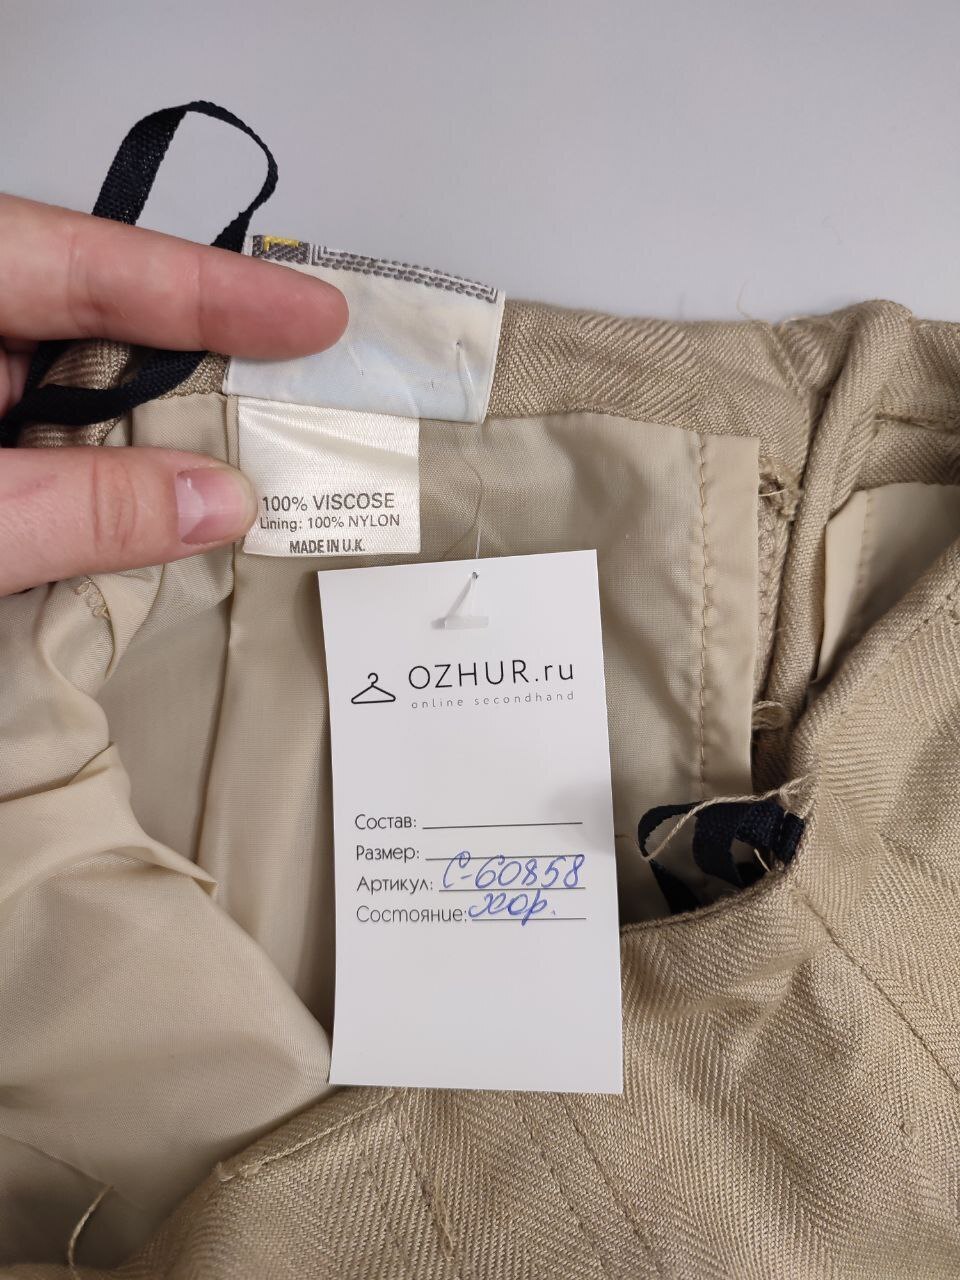 100% VISCOSE
Lining: 100% NYLON
MADE IN U.K.
OZHUR.ru
online secondhand
Состав:
Размер:
Артикул: С-60858
Состояние: хор.